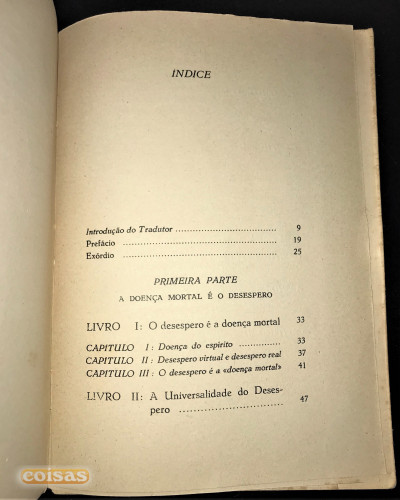 INDICE
Introdução do Tradutor ................................ 9
Prefácio ................................................ 19
Exórdio ................................................. 25
PRIMEIRA PARTE
A DOENÇA MORTAL É O DESESPERO
LIVRO I: O desespero é a doença mortal 33
CAPITULO I: Doença do espírito .............. 33
CAPITULO II: Desespero virtual e desespero real 37
CAPITULO III: O desespero é a «doença mortal» 41
LIVRO II: A Universalidade do Deses-
pero ........................... 47
coisas